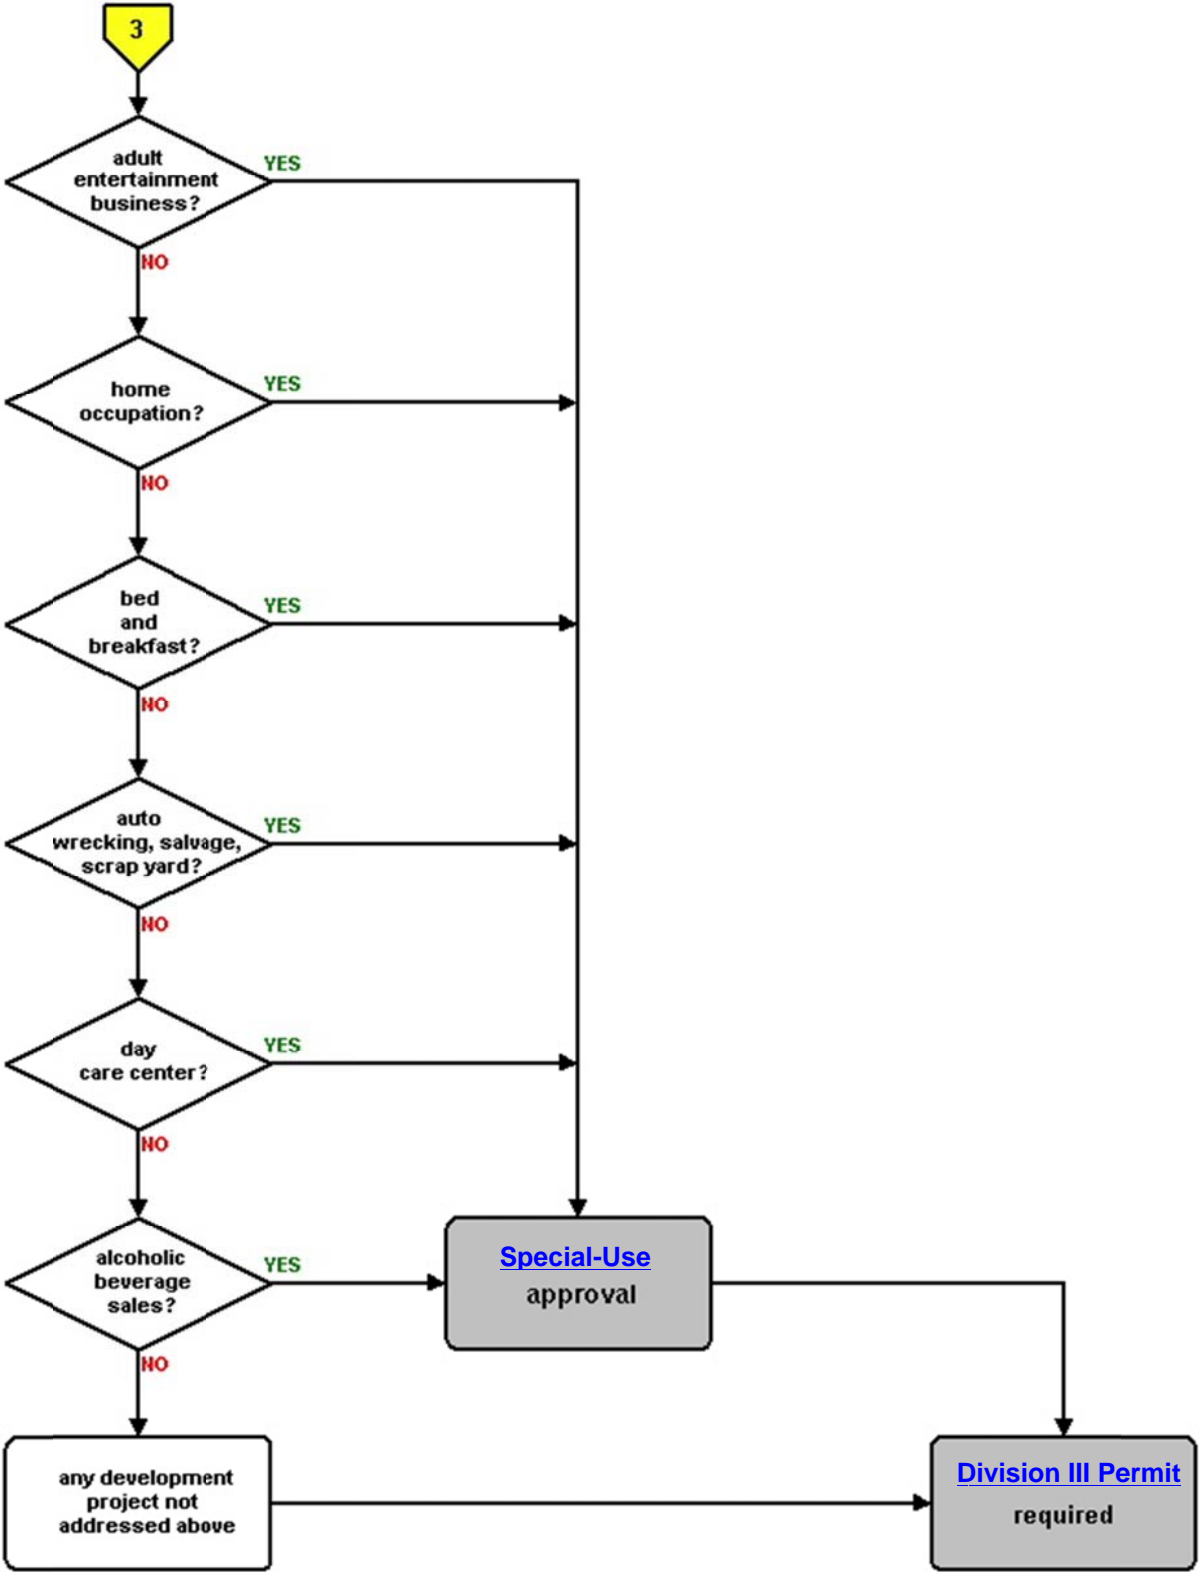 3
adult
entertainment
business?
YES
NO
home
occupation?
YES
NO
bed
and
breakfast?
YES
NO
auto
wrecking, salvage,
scrap yard?
YES
NO
day
care center?
YES
NO
alcoholic
beverage
sales?
YES
NO
Special-Use
approval
any development
project not
addressed above
Division III Permit
required